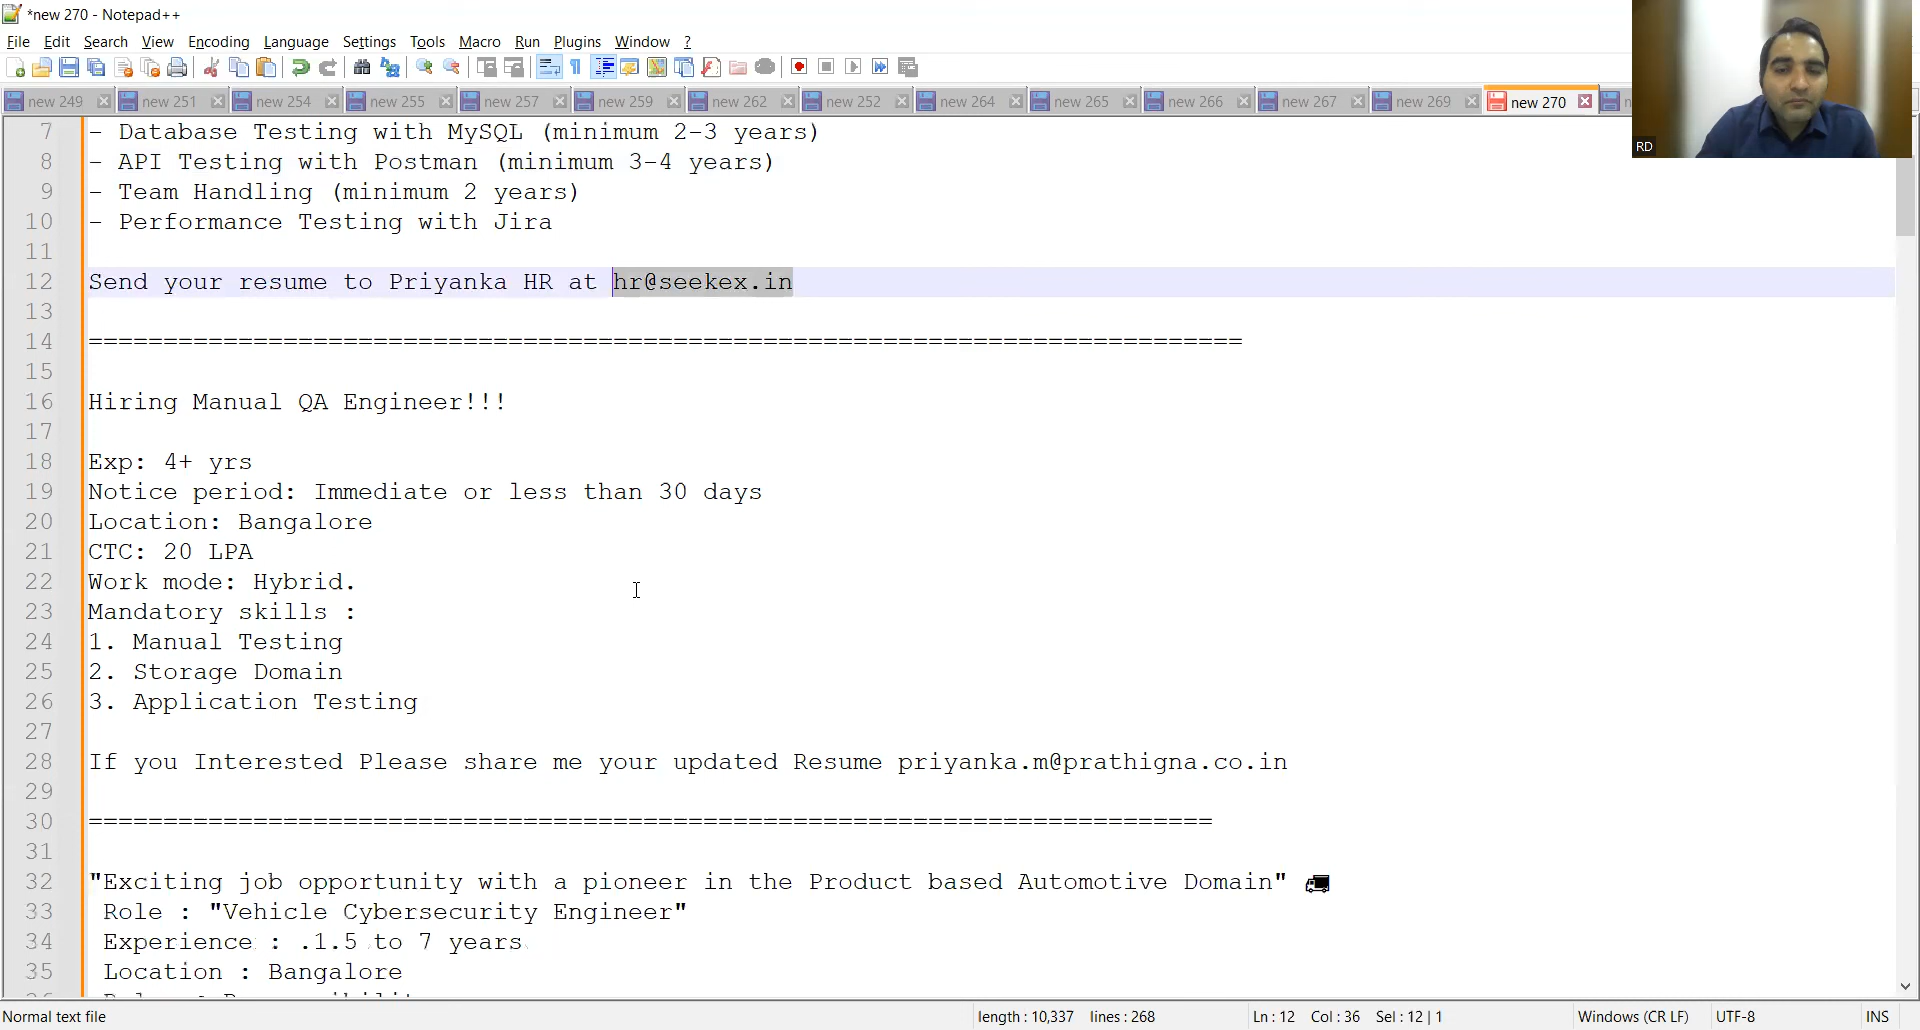 *new 270 - Notepad++
File Edit Search View Encoding Language Settings Tools Macro Run Plugins Window ?
new 249 new 251 new 254 new 255 new 257 new 259 new 262 new 252 new 264 new 265 new 266 new 267 new 269 new 270
RD
7 - Database Testing with MySQL (minimum 2-3 years)
8 - API Testing with Postman (minimum 3-4 years)
9 - Team Handling (minimum 2 years)
10 - Performance Testing with Jira
11
12 Send your resume to Priyanka HR at hr@seekex.in
13
14 =============================================================================
15
16 Hiring Manual QA Engineer!!!
17
18 Exp: 4+ yrs
19 Notice period: Immediate or less than 30 days
20 Location: Bangalore
21 CTC: 20 LPA
22 Work mode: Hybrid.
23 Mandatory skills :
24 1. Manual Testing
25 2. Storage Domain
26 3. Application Testing
27
28 If you Interested Please share me your updated Resume priyanka.m@prathigna.co.in
29
30 ===========================================================================
31
32 "Exciting job opportunity with a pioneer in the Product based Automotive Domain" 🚚
33 Role : "Vehicle Cybersecurity Engineer"
34 Experience : .1.5 to 7 years
35 Location : Bangalore
Normal text file length : 10,337 lines : 268 Ln : 12 Col : 36 Sel : 12 | 1 Windows (CR LF) UTF-8 INS